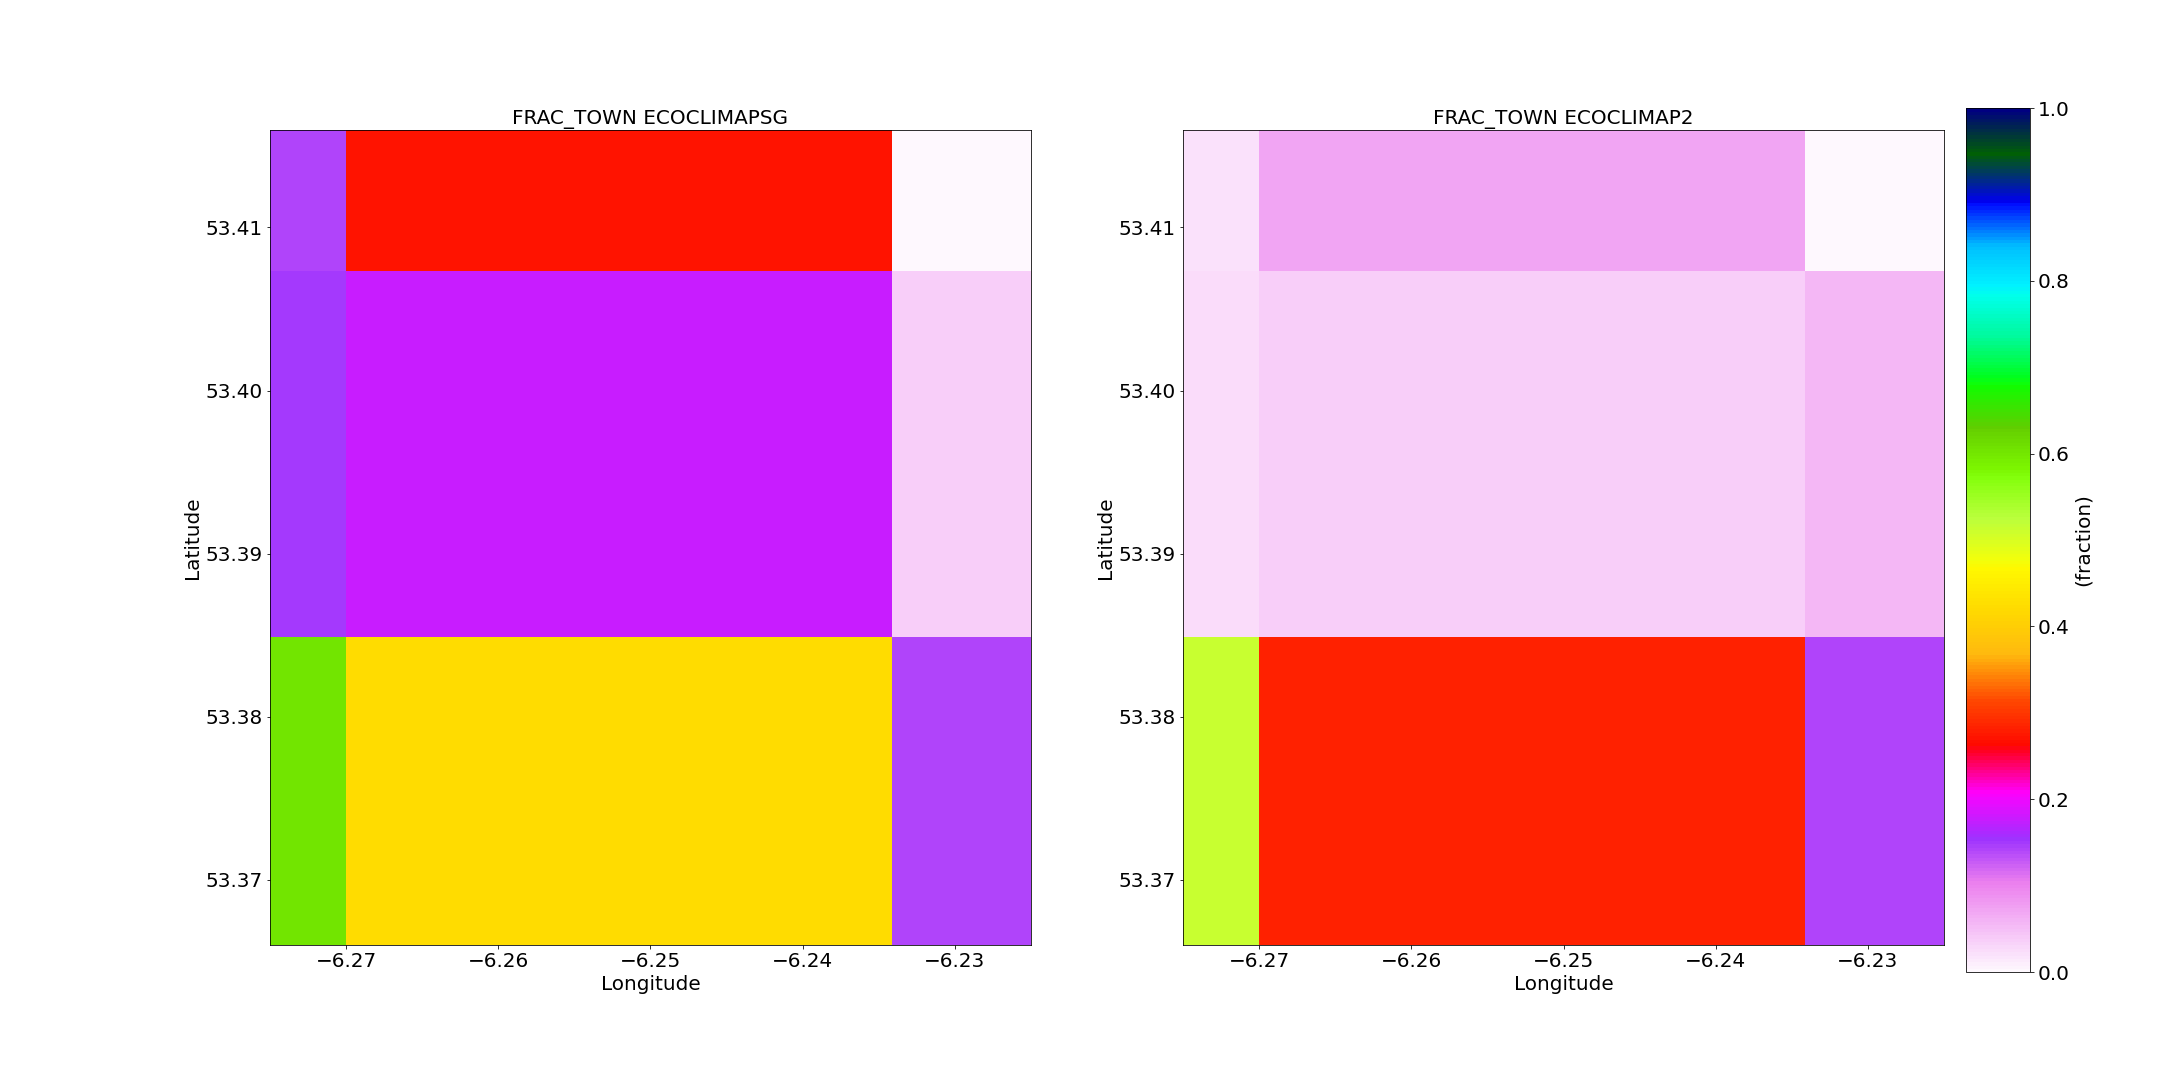 FRAC_TOWN ECOCLIMAPSG
53.41
53.40
53.39
53.38
53.37
Latitude
−6.27 −6.26 −6.25 −6.24 −6.23
Longitude
FRAC_TOWN ECOCLIMAP2
53.41
53.40
53.39
53.38
53.37
Latitude
−6.27 −6.26 −6.25 −6.24 −6.23
Longitude
1.0
0.8
0.6
0.4
0.2
0.0
(fraction)